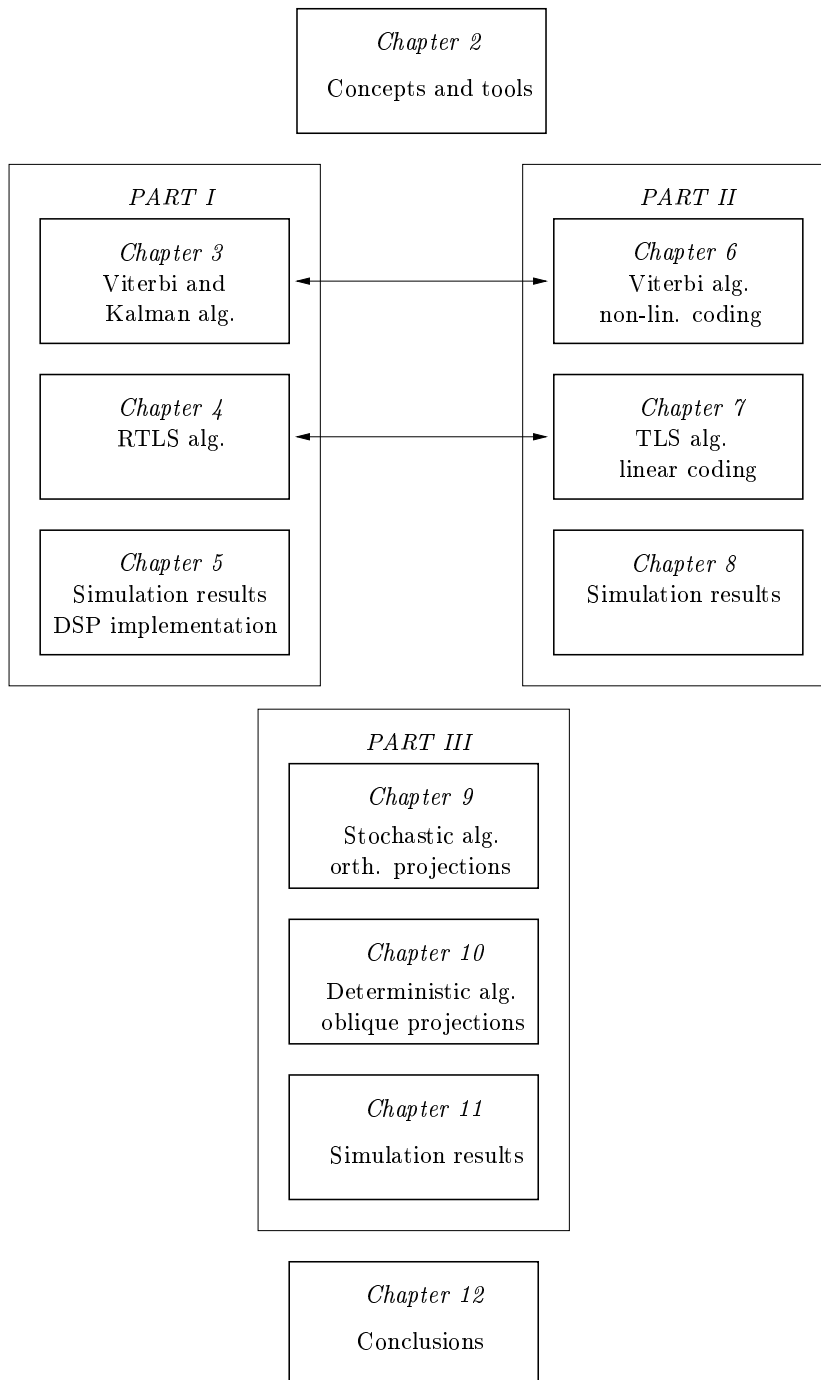 Chapter 2
Concepts and tools
PART I
Chapter 3
Viterbi and
Kalman alg.
Chapter 4
RTLS alg.
Chapter 5
Simulation results
DSP implementation
PART II
Chapter 6
Viterbi alg.
non-lin. coding
Chapter 7
TLS alg.
linear coding
Chapter 8
Simulation results
PART III
Chapter 9
Stochastic alg.
orth. projections
Chapter 10
Deterministic alg.
oblique projections
Chapter 11
Simulation results
Chapter 12
Conclusions